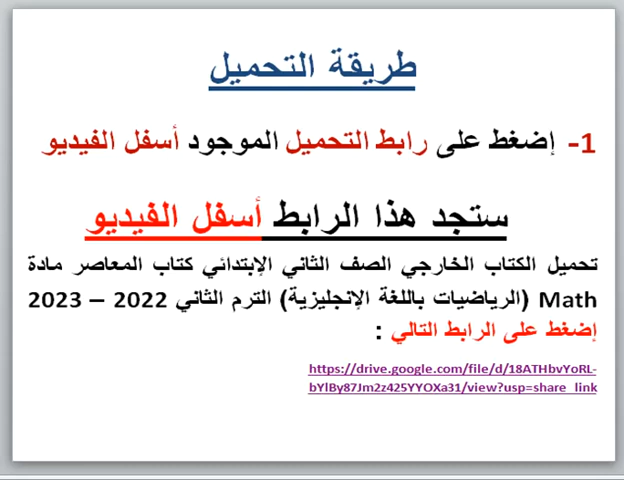 طريقة التحميل
1- إضغط على رابط التحميل الموجود أسفل الفيديو
ستجد هذا الرابط أسفل الفيديو
تحميل الكتاب الخارجي الصف الثاني الإبتدائي كتاب المعاصر مادة
Math (الرياضيات باللغة الإنجليزية) الترم الثاني 2022 – 2023
إضغط على الرابط التالي :
https://drive.google.com/file/d/18ATHbvYoRL-
bYlBy87Jm2z425YYOXa31/view?usp=share_link